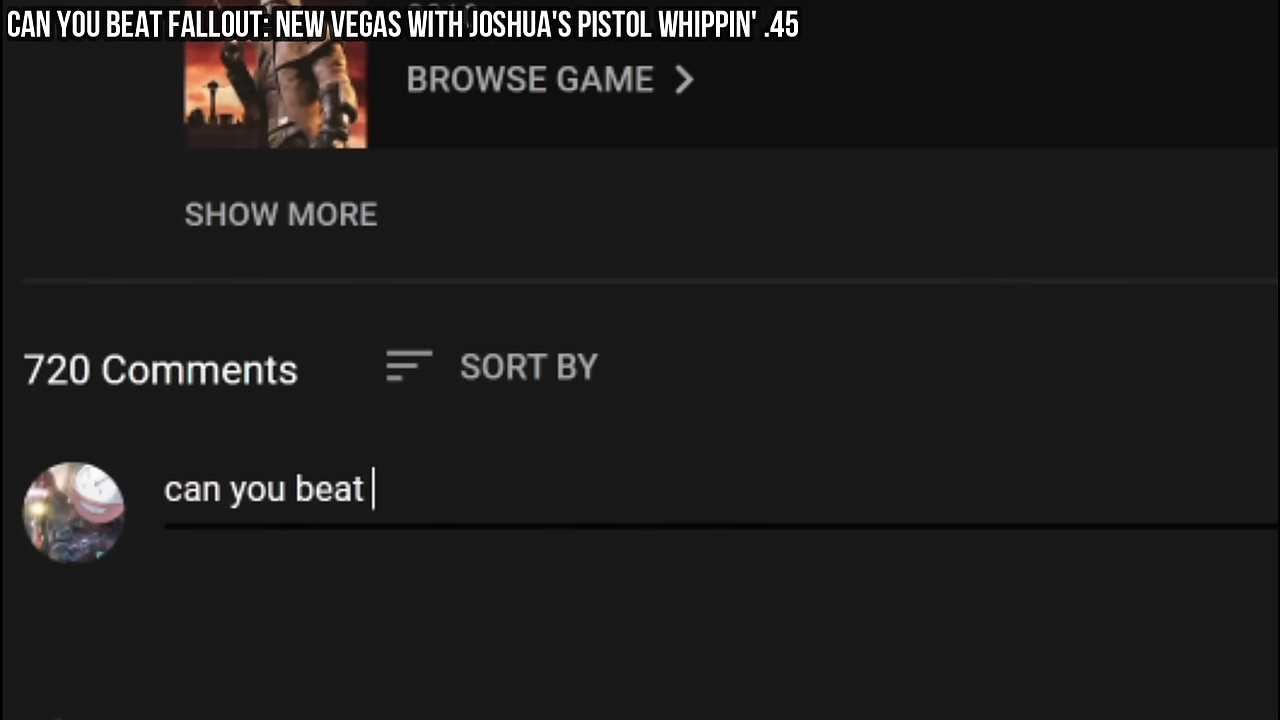 CAN YOU BEAT FALLOUT: NEW VEGAS WITH JOSHUA'S PISTOL WHIPPIN' .45
BROWSE GAME
SHOW MORE
720 Comments
SORT BY
can you beat